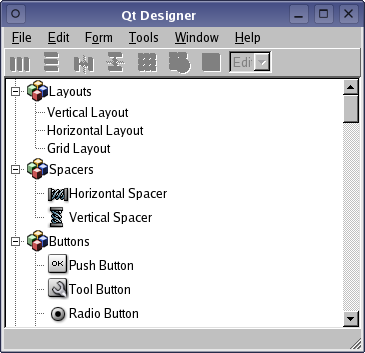 Qt Designer
File Edit Form Tools Window Help
Edi
Layouts
Vertical Layout
Horizontal Layout
Grid Layout
Spacers
Horizontal Spacer
Vertical Spacer
Buttons
OK Push Button
Tool Button
Radio Button